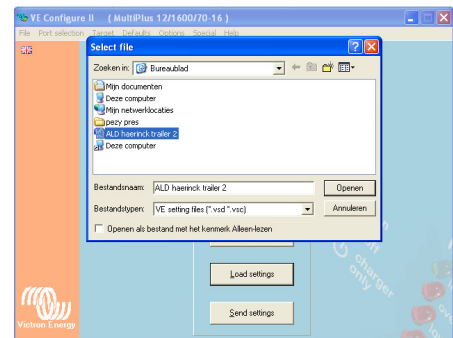 VE Configure II ( MultiPlus 12/1600/70-16 )
File Port selection Target Defaults Options Special Help
Select file
Zoeken in: Bureaublad
Mijn documenten
Deze computer
Mijn netwerklocaties
pezy pres
ALD haerinck trailer 2
Deze computer
Bestandsnaam: ALD haerinck trailer 2 Openen
Bestandstypen: VE setting files (*.vsd *.vsc) Annuleren
Openen als bestand met het kenmerk Alleen-lezen
Load settings
Send settings
off
charger
only
victron energy